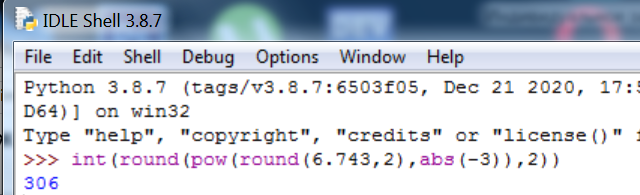 IDLE Shell 3.8.7
File Edit Shell Debug Options Window Help
Python 3.8.7 (tags/v3.8.7:6503f05, Dec 21 2020, 17:5
D64)] on win32
Type "help", "copyright", "credits" or "license()" f
>>> int(round(pow(round(6.743,2),abs(-3)),2))
306